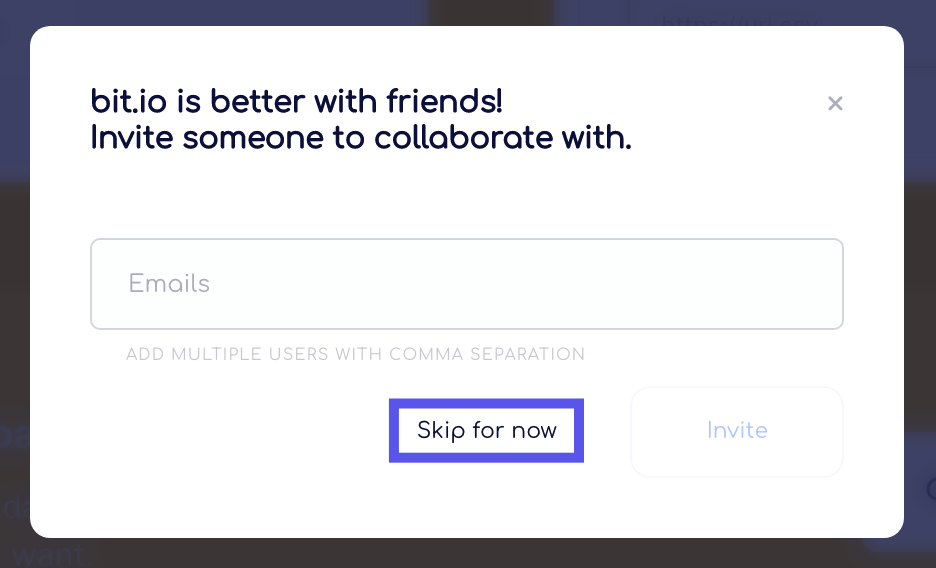 bit.io is better with friends!
Invite someone to collaborate with.
Emails
ADD MULTIPLE USERS WITH COMMA SEPARATION
Skip for now
Invite
want.